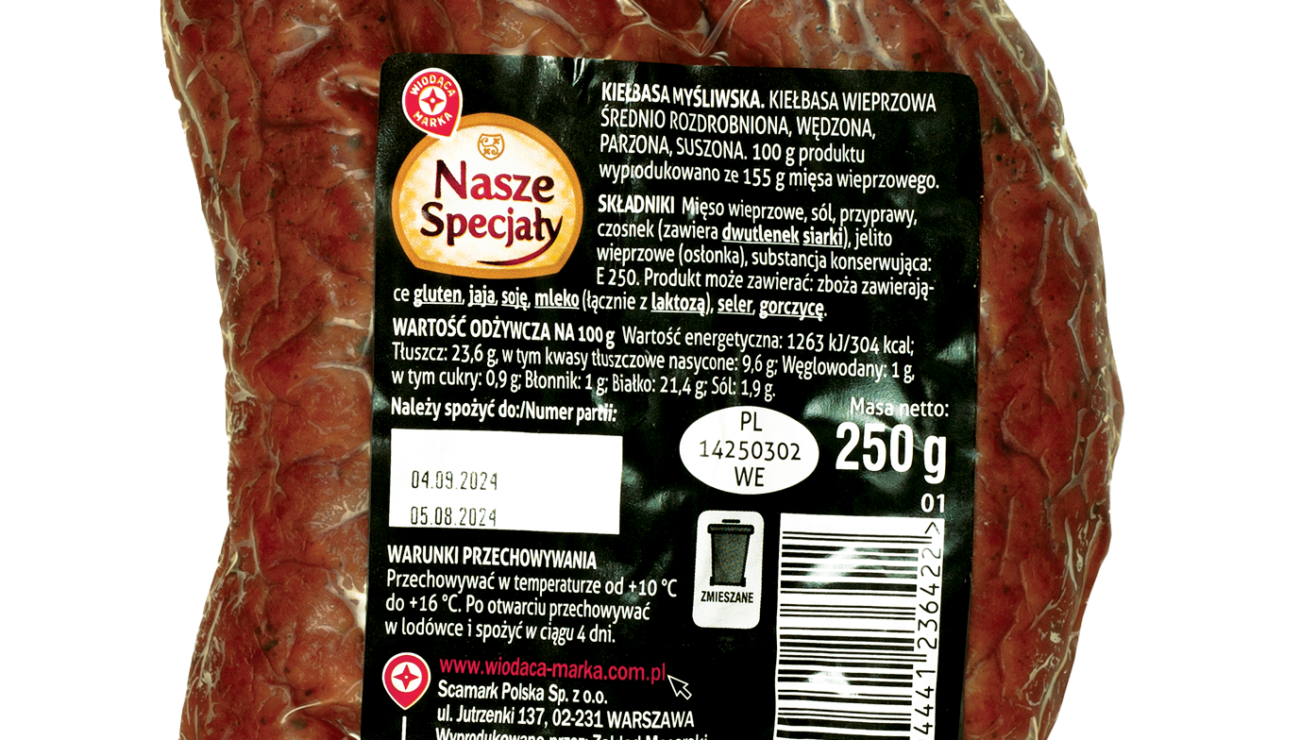 WIODĄCA
MARKA
Nasze
Specjały
KIEŁBASA MYŚLIWSKA. KIEŁBASA WIEPRZOWA
ŚREDNIO ROZDROBNIONA, WĘDZONA,
PARZONA, SUSZONA. 100 g produktu
wyprodukowano ze 155 g mięsa wieprzowego.
SKŁADNIKI Mięso wieprzowe, sól, przyprawy,
czosnek (zawiera dwutlenek siarki), jelito
wieprzowe (osłonka), substancja konserwująca:
E 250. Produkt może zawierać: zboża zawierają-
ce gluten, jaja, soję, mleko (łącznie z laktozą), seler, gorczycę.
WARTOŚĆ ODŻYWCZA NA 100 g Wartość energetyczna: 1263 kJ/304 kcal;
Tłuszcz: 23,6 g, w tym kwasy tłuszczowe nasycone: 9,6 g; Węglowodany: 1 g,
w tym cukry: 0,9 g; Błonnik: 1 g; Białko: 21,4 g; Sól: 1,9 g.
Należy spożyć do:/Numer partii:
04.09.2024
05.08.2024
PL
14250302
WE
Masa netto:
250 g
01
ZMIESZANE
4441236422>
WARUNKI PRZECHOWYWANIA
Przechowywać w temperaturze od +10 °C
do +16 °C. Po otwarciu przechowywać
w lodówce i spożyć w ciągu 4 dni.
www.wiodaca-marka.com.pl
Scamark Polska Sp. z o.o.
ul. Jutrzenki 137, 02-231 WARSZAWA
Wyprodukowano przez: Zakład Masarski